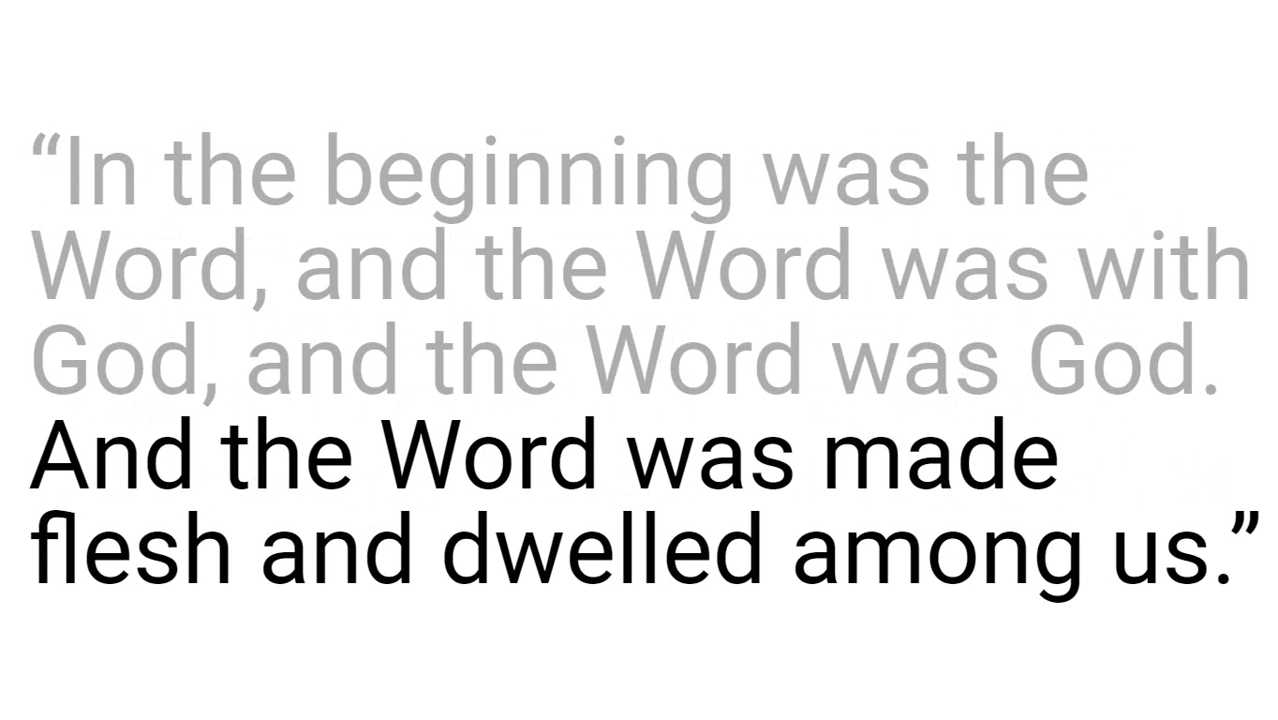 “In the beginning was the
Word, and the Word was with
God, and the Word was God.
And the Word was made
flesh and dwelled among us.”